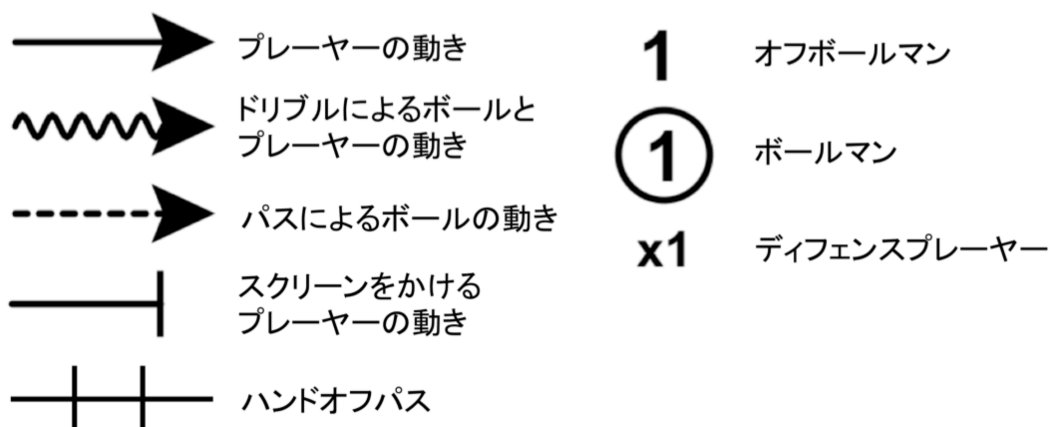 プレーヤーの動き
ドリブルによるボールと
プレーヤーの動き
パスによるボールの動き
スクリーンをかける
プレーヤーの動き
ハンドオフパス
1 オフボールマン
1 ボールマン
x1 ディフェンスプレーヤー